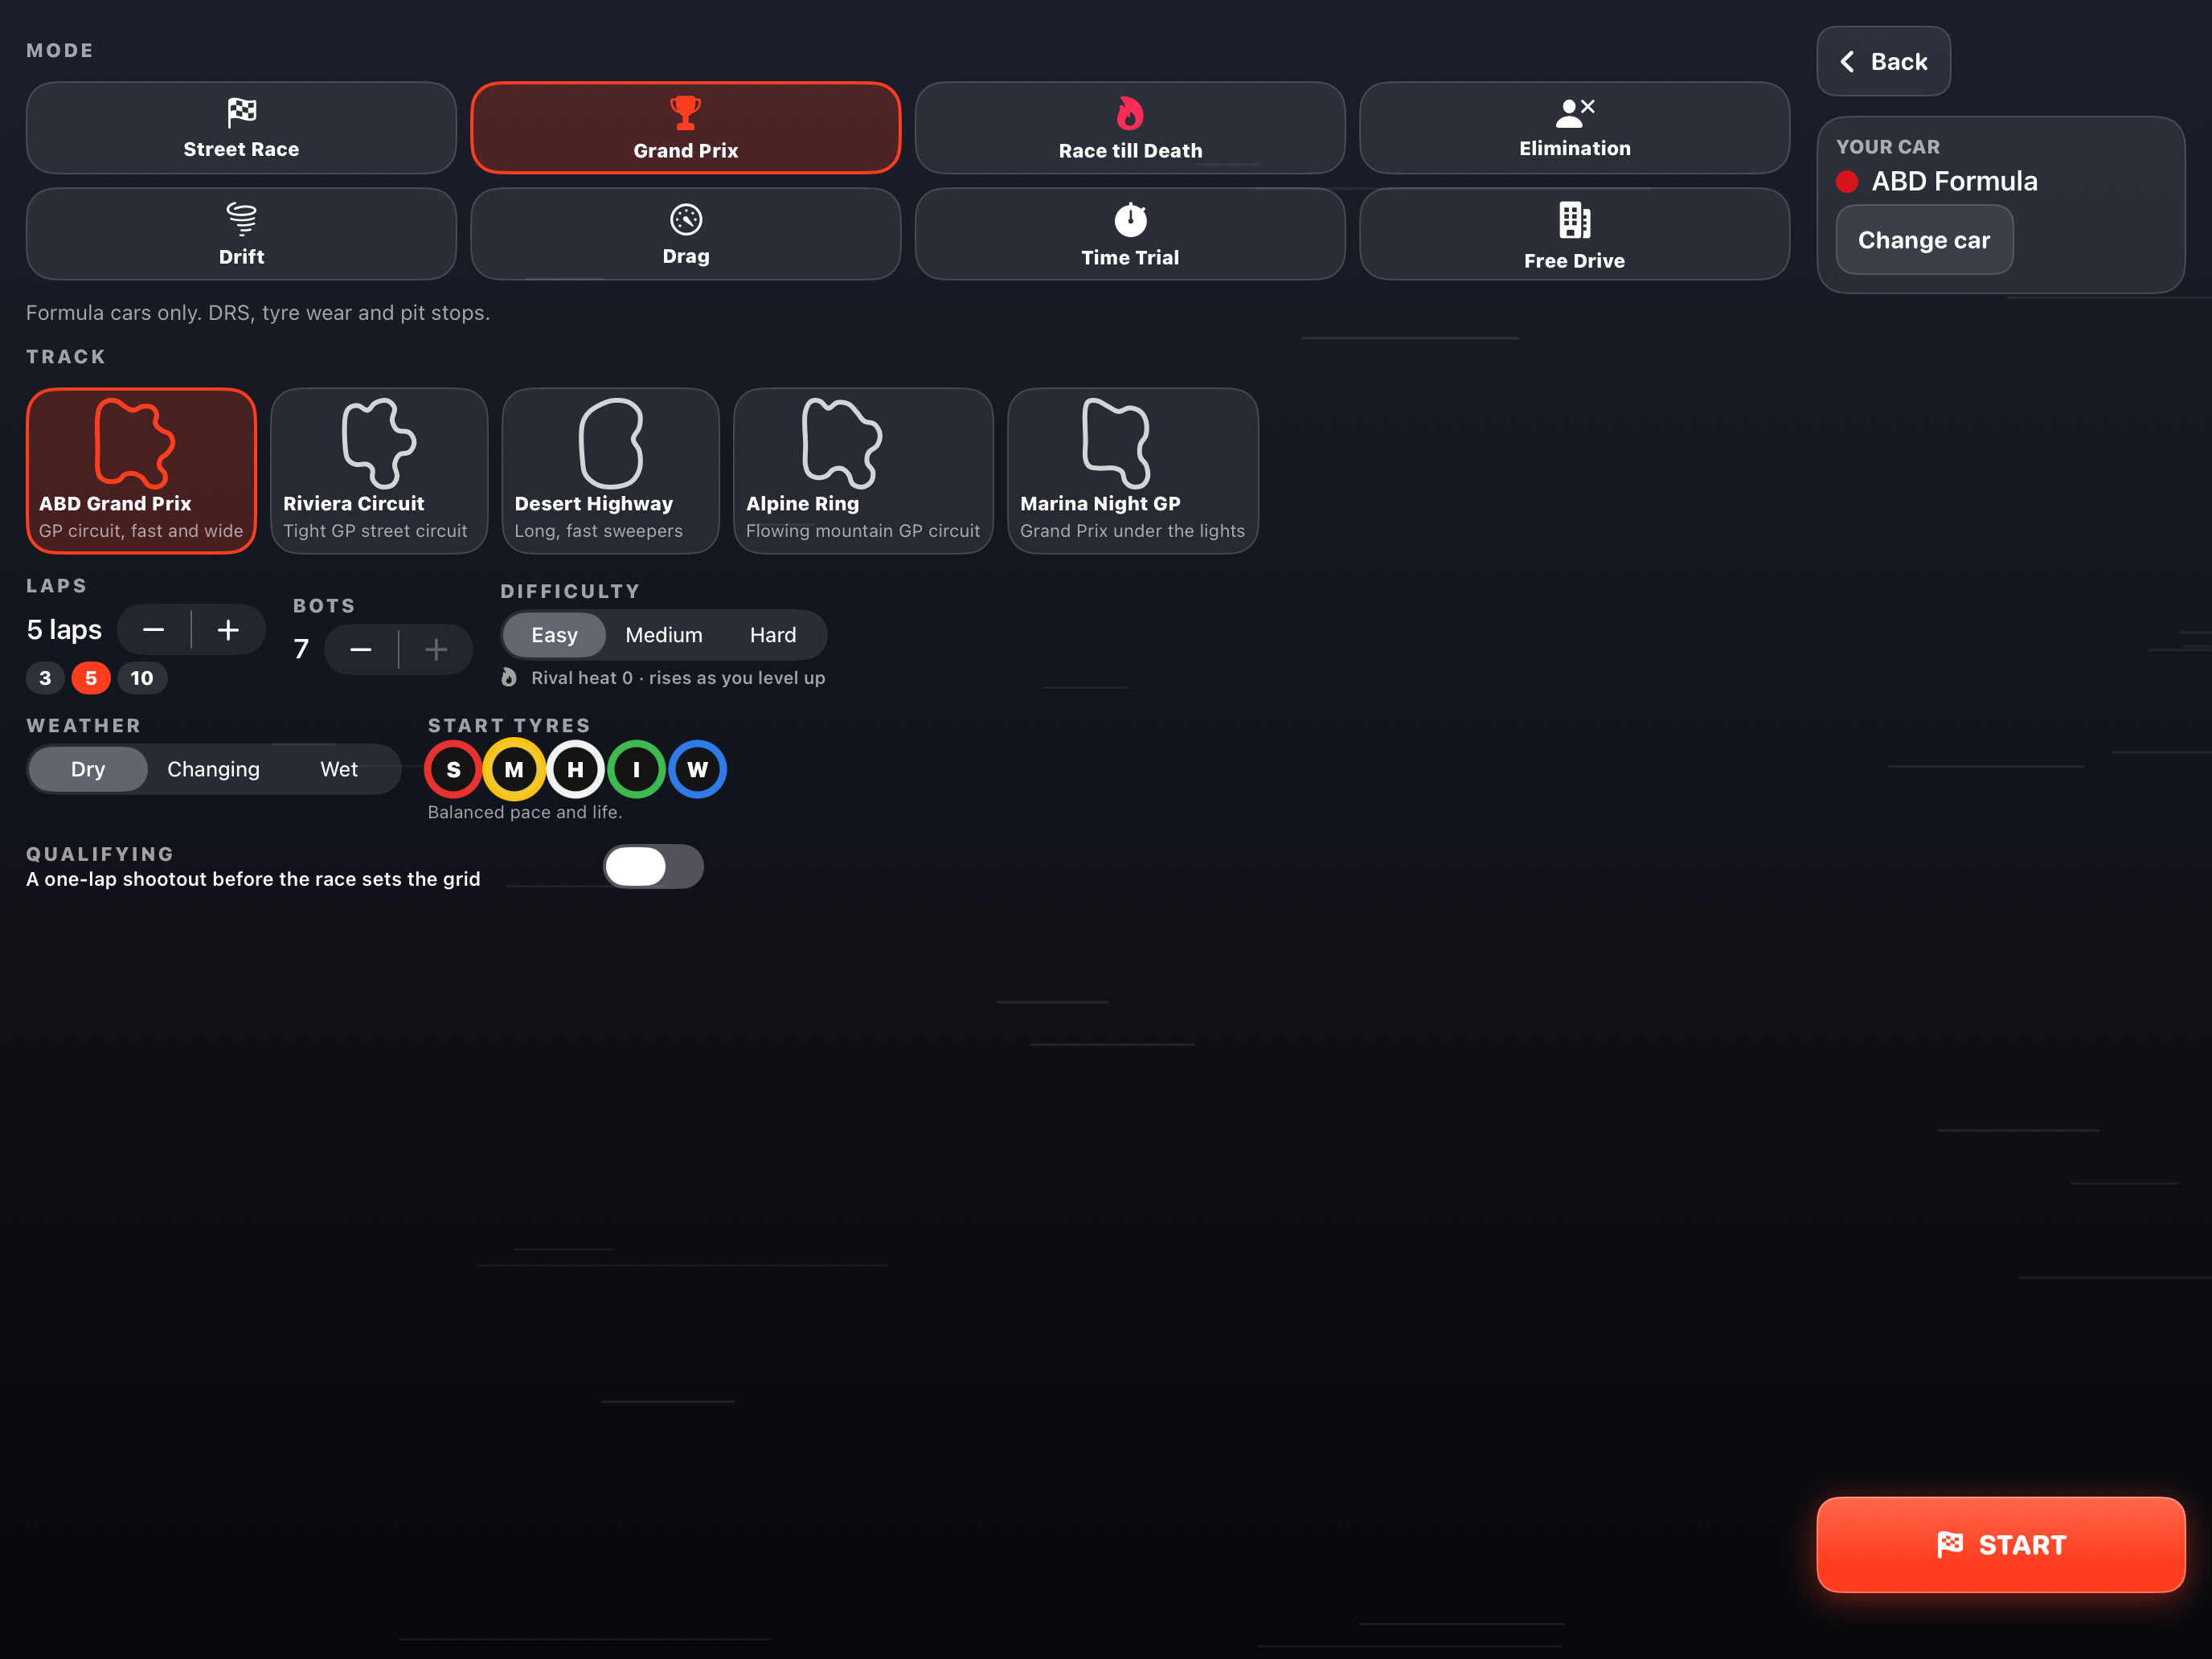 MODE
Back
Street Race
Grand Prix
Race till Death
Elimination
YOUR CAR
ABD Formula
Change car
Drift
Drag
Time Trial
Free Drive
Formula cars only. DRS, tyre wear and pit stops.
TRACK
ABD Grand Prix
GP circuit, fast and wide
Riviera Circuit
Tight GP street circuit
Desert Highway
Long, fast sweepers
Alpine Ring
Flowing mountain GP circuit
Marina Night GP
Grand Prix under the lights
LAPS
5 laps
3 5 10
BOTS
7
DIFFICULTY
Easy Medium Hard
Rival heat 0 · rises as you level up
WEATHER
Dry Changing Wet
START TYRES
S M H I W
Balanced pace and life.
QUALIFYING
A one-lap shootout before the race sets the grid
START